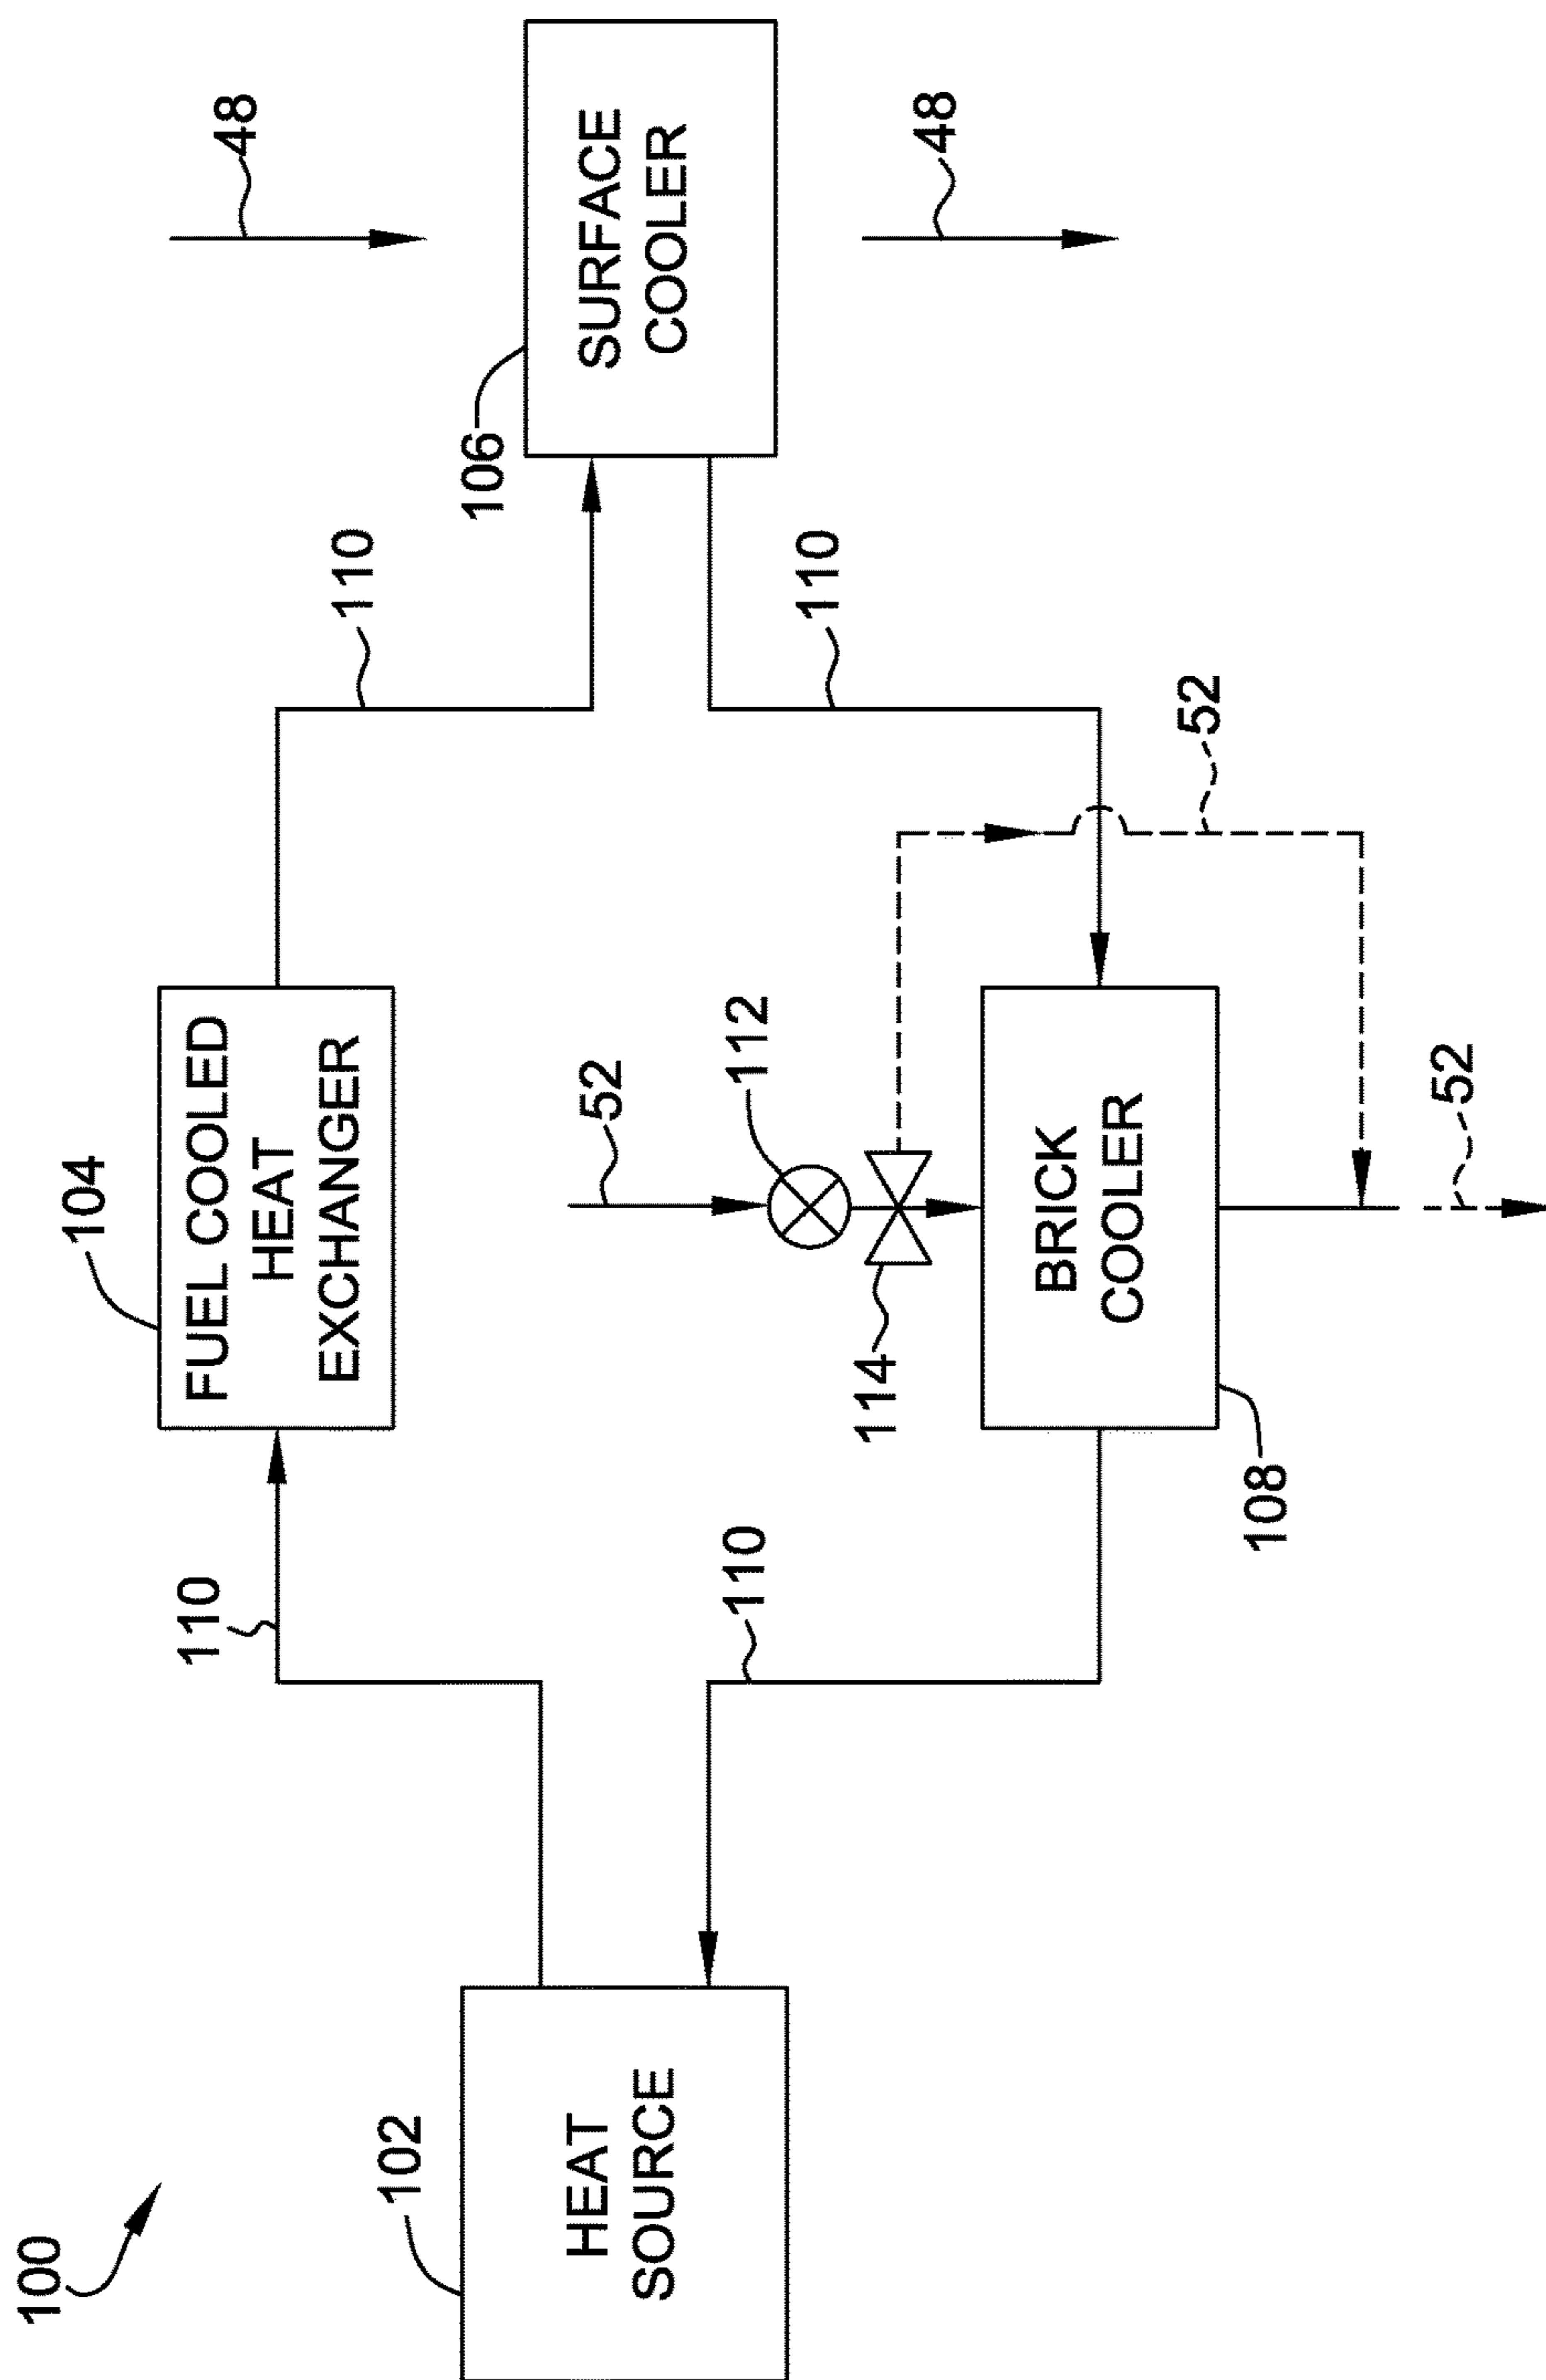 100
102
HEAT
SOURCE
110
104
FUEL COOLED
HEAT
EXCHANGER
110
106
SURFACE
COOLER
48
48
110
52
112
114
52
BRICK
COOLER
108
110
52